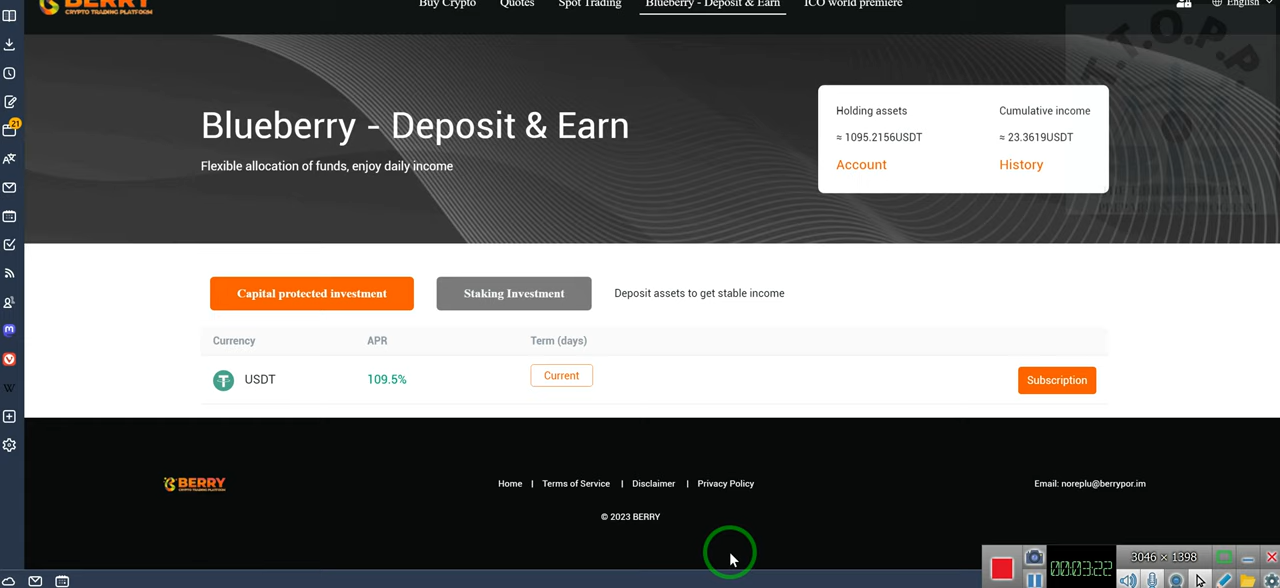 BERRY
CRYPTO TRADING PLATFORM
Buy Crypto
Quotes
Spot Trading
Blueberry - Deposit & Earn
ICO world premiere
English
T.O.P.P.
Blueberry - Deposit & Earn
Flexible allocation of funds, enjoy daily income
Holding assets
Cumulative income
≈ 1095.2156USDT
≈ 23.3619USDT
Account
History
Capital protected investment
Staking Investment
Deposit assets to get stable income
Currency
APR
Term (days)
USDT
109.5%
Current
Subscription
BERRY
CRYPTO TRADING PLATFORM
Home | Terms of Service | Disclaimer | Privacy Policy
Email: noreplu@berrypor.im
© 2023 BERRY
21
3046 × 1398
00:03:22